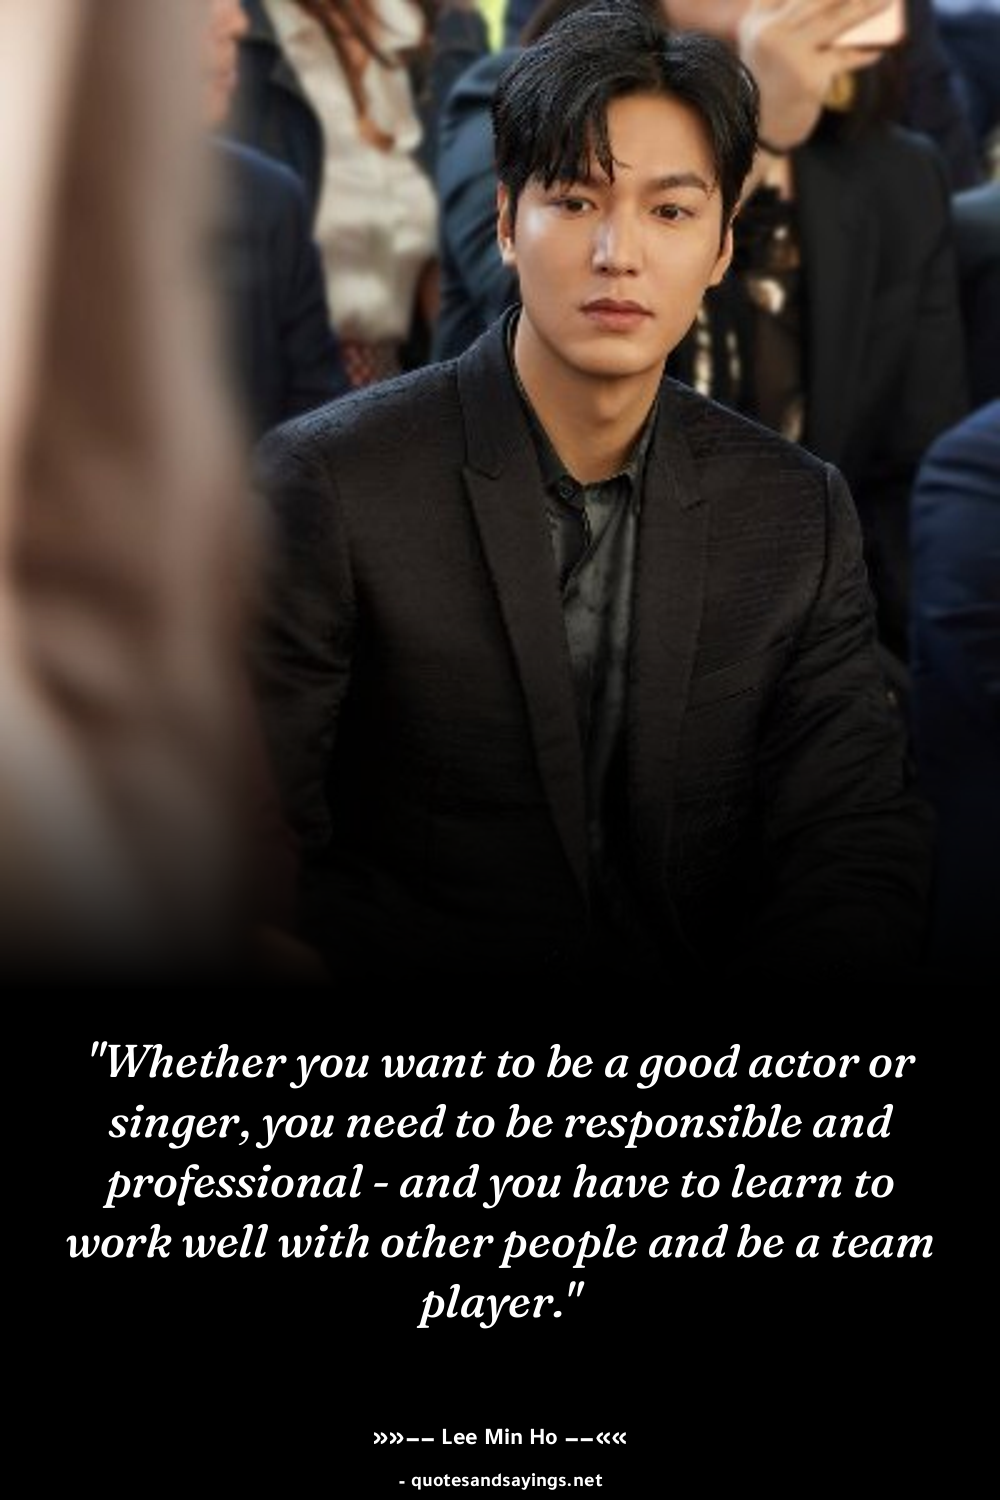 "Whether you want to be a good actor or
singer, you need to be responsible and
professional - and you have to learn to
work well with other people and be a team
player."
»»−− Lee Min Ho −−««
- quotesandsayings.net